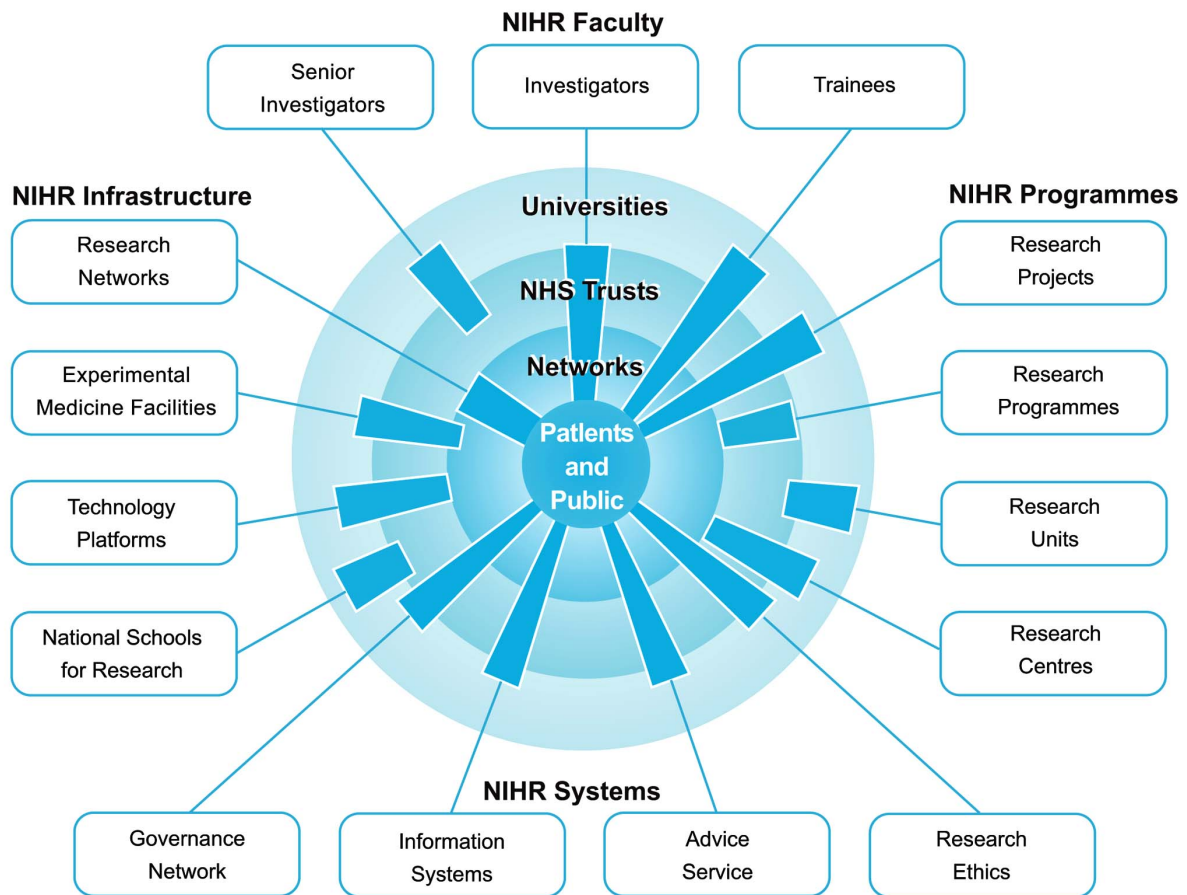 NIHR Faculty
Senior
Investigators
Investigators
Trainees
NIHR Infrastructure
Research
Networks
Experimental
Medicine Facilities
Technology
Platforms
National Schools
for Research
Universities
NHS Trusts
Networks
Patlents
and
Public
NIHR Programmes
Research
Projects
Research
Programmes
Research
Units
Research
Centres
NIHR Systems
Governance
Network
Information
Systems
Advice
Service
Research
Ethics